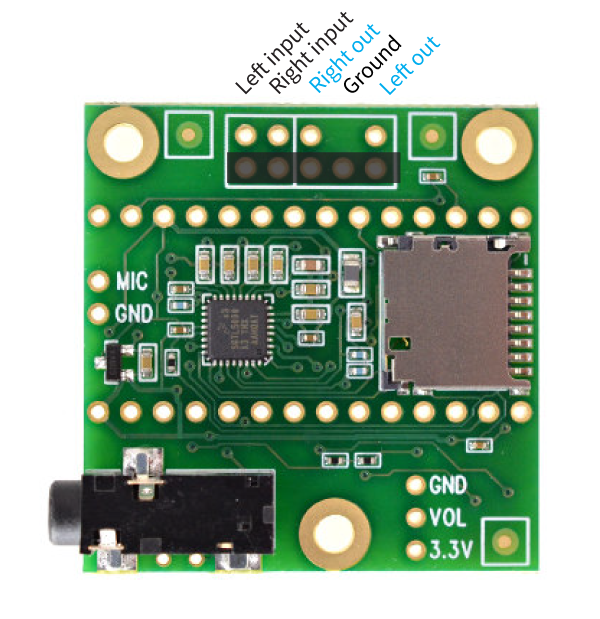 Left input
Right input
Right out
Ground
Left out
MIC
GND
GND
VOL
3.3V